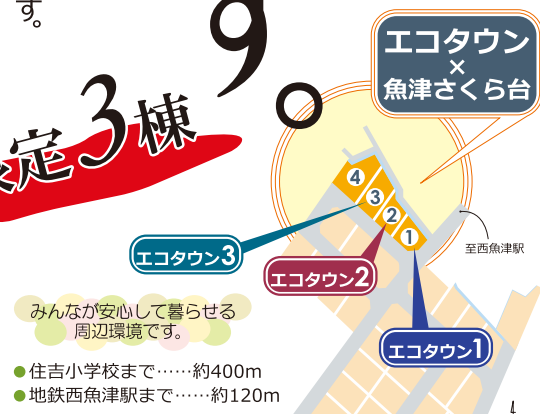 す。
す。
定3棟
エコタウン
×
魚津さくら台
4
3
2
1
至西魚津駅
エコタウン3
エコタウン2
エコタウン1
みんなが安心して暮らせる
周辺環境です。
●住吉小学校まで……約400m
●地鉄西魚津駅まで……約120m